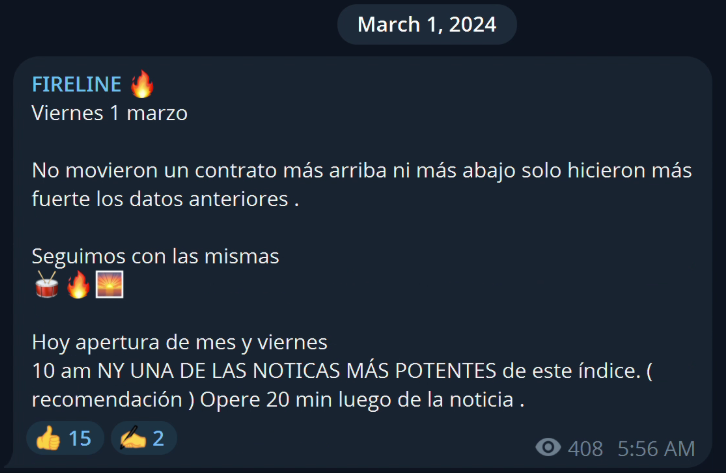 March 1, 2024
FIRELINE 🔥
Viernes 1 marzo
No movieron un contrato más arriba ni más abajo solo hicieron más
fuerte los datos anteriores .
Seguimos con las mismas
🥁🔥🌅
Hoy apertura de mes y viernes
10 am NY UNA DE LAS NOTICAS MÁS POTENTES de este índice. (
recomendación ) Opere 20 min luego de la noticia .
👍 15 ✍️ 2 408 5:56 AM